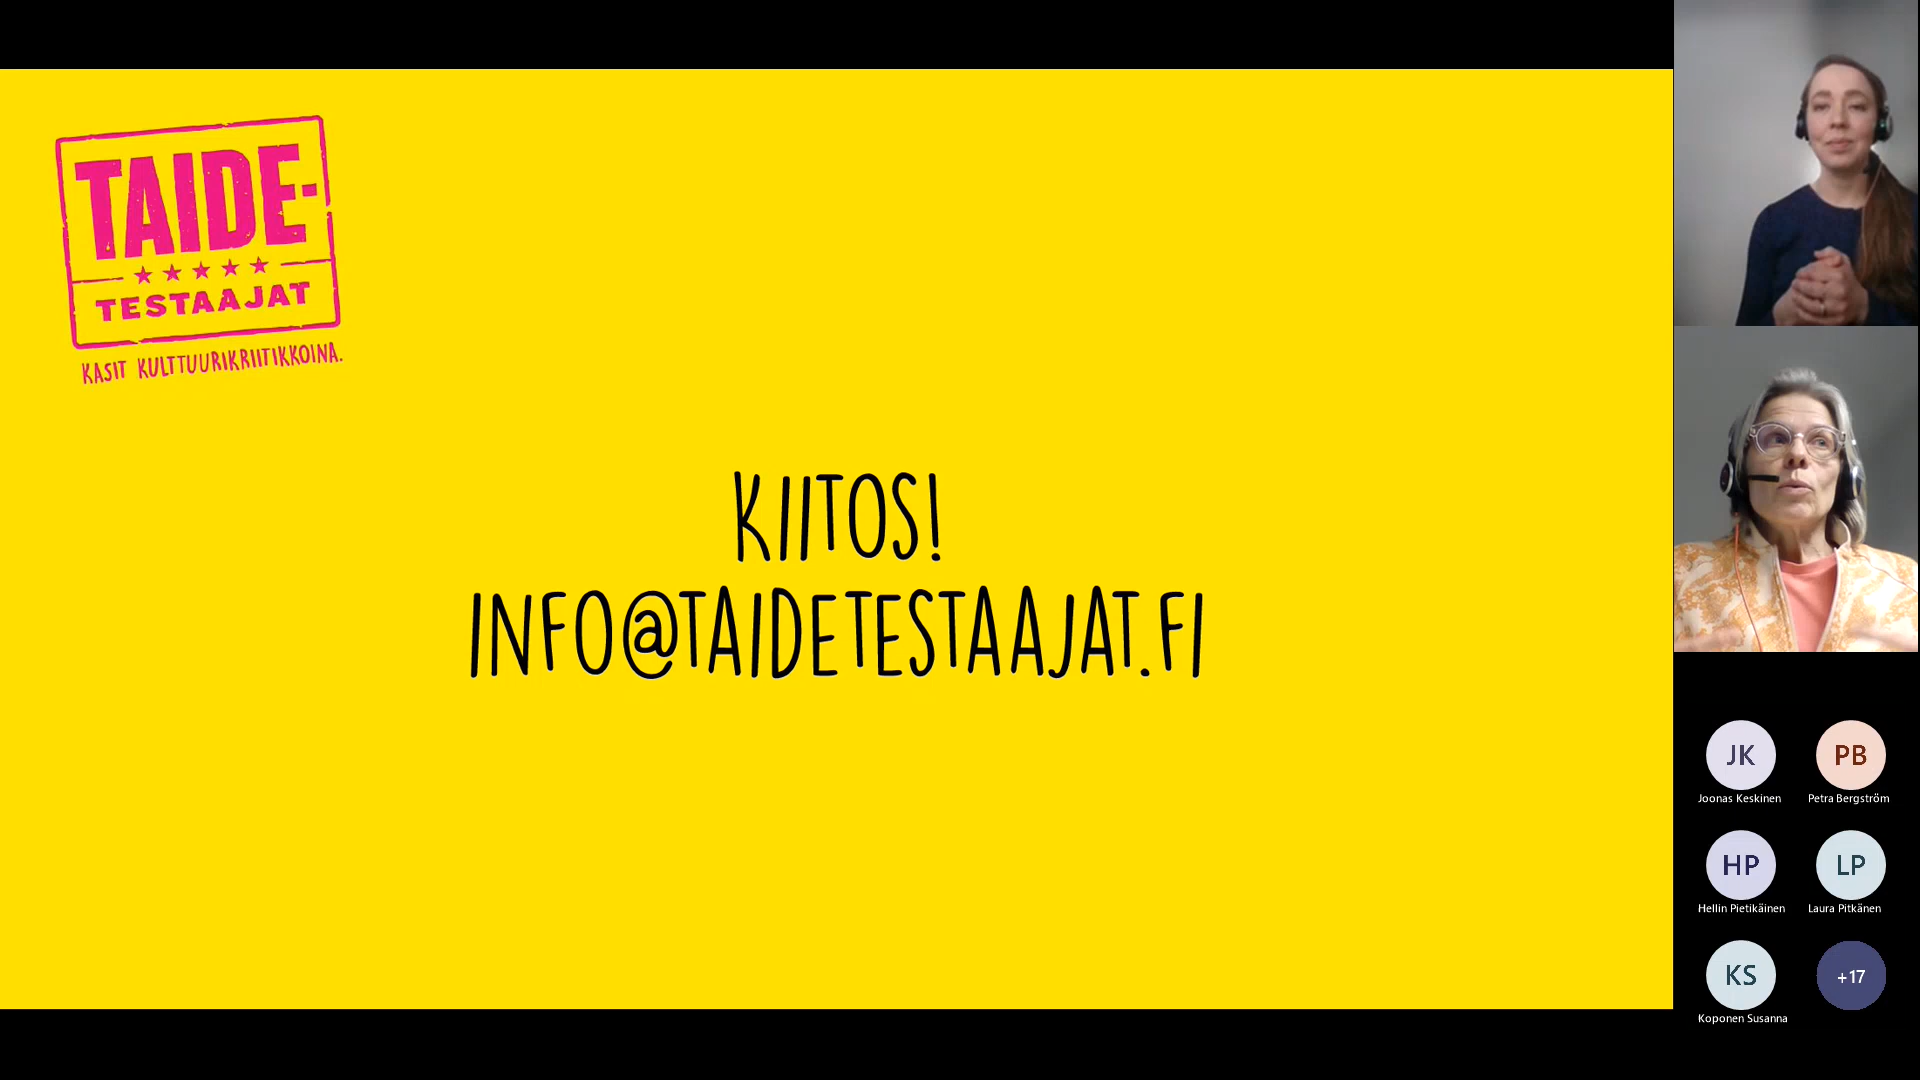 TAIDE-
TESTAAJAT
KASIT KULTTUURIKRIITIKKOINA.
KIITOS!
INFO@TAIDETESTAAJAT.FI
JK
PB
Joonas Keskinen
Petra Bergström
HP
LP
Hellin Pietikäinen
Laura Pitkänen
KS
+17
Koponen Susanna